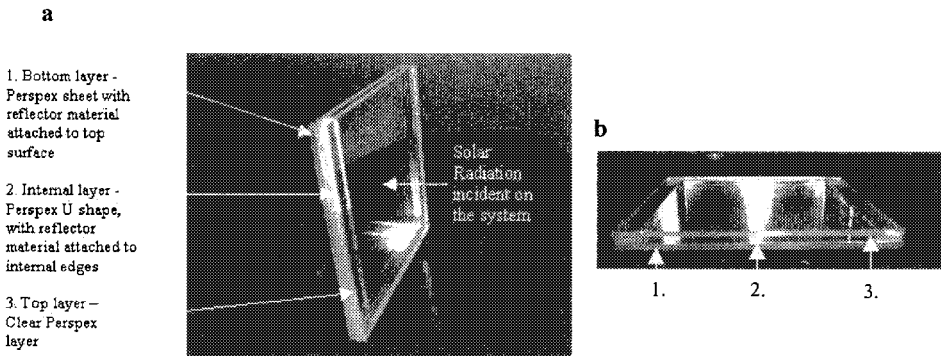 a
1. Bottom layer -
Perspex sheet with
reflector material
attached to top
surface
2. Internal layer -
Perspex U shape,
with reflector
material attached to
internal edges
3. Top layer –
Clear Perspex
layer
Solar
Radiation
incident on
the system
b
1.
2.
3.